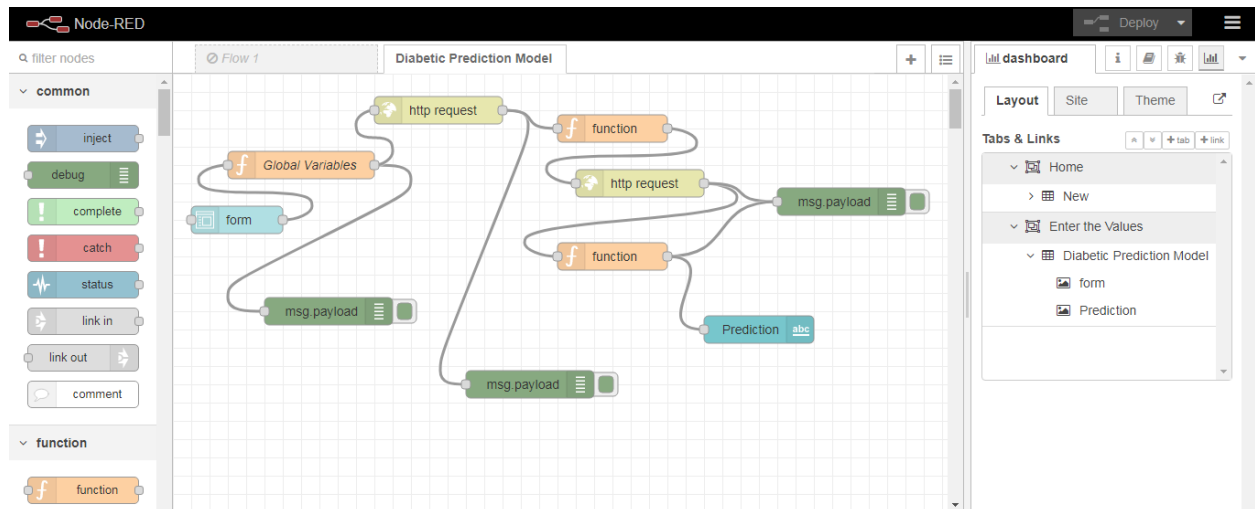 Node-RED
Deploy
filter nodes
Flow 1
Diabetic Prediction Model
dashboard
i
common
inject
debug
complete
catch
status
link in
link out
comment
function
function
http request
Global Variables
form
msg.payload
function
http request
function
msg.payload
Prediction
abc
msg.payload
Layout
Site
Theme
Tabs & Links
+ tab
+ link
Home
New
Enter the Values
Diabetic Prediction Model
form
Prediction